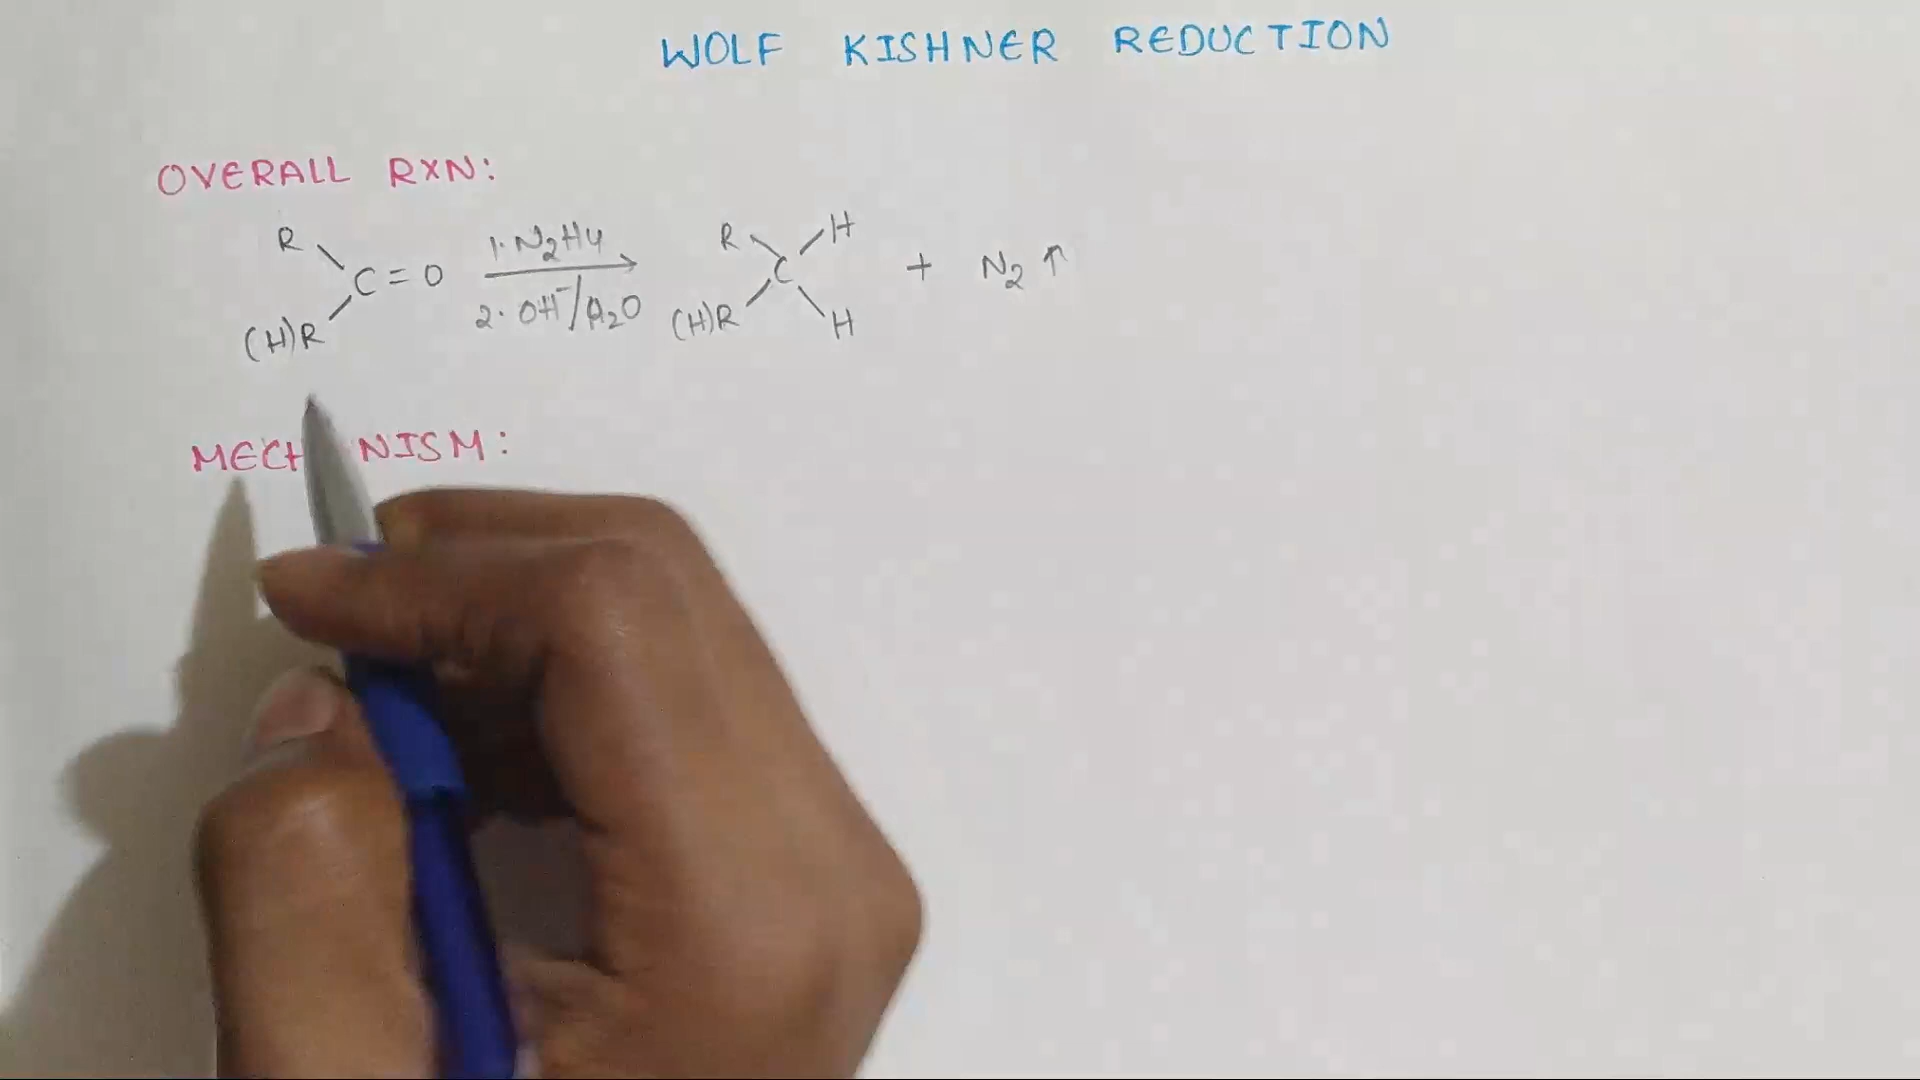 WOLF KISHNER REDUCTION
OVERALL RXN:
R H
1. N₂H₄
C=O C + N₂ ↑
2. OH⁻/H₂O
(H)R (H)R H
NISM: